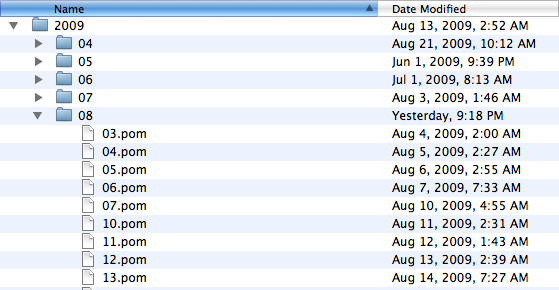 Name Date Modified
2009 Aug 13, 2009, 2:52 AM
04 Aug 21, 2009, 10:12 AM
05 Jun 1, 2009, 9:39 PM
06 Jul 1, 2009, 8:13 AM
07 Aug 3, 2009, 1:46 AM
08 Yesterday, 9:18 PM
03.pom Aug 4, 2009, 2:00 AM
04.pom Aug 5, 2009, 2:27 AM
05.pom Aug 6, 2009, 2:55 AM
06.pom Aug 7, 2009, 7:33 AM
07.pom Aug 10, 2009, 4:55 AM
10.pom Aug 11, 2009, 2:31 AM
11.pom Aug 12, 2009, 1:43 AM
12.pom Aug 13, 2009, 2:39 AM
13.pom Aug 14, 2009, 7:27 AM